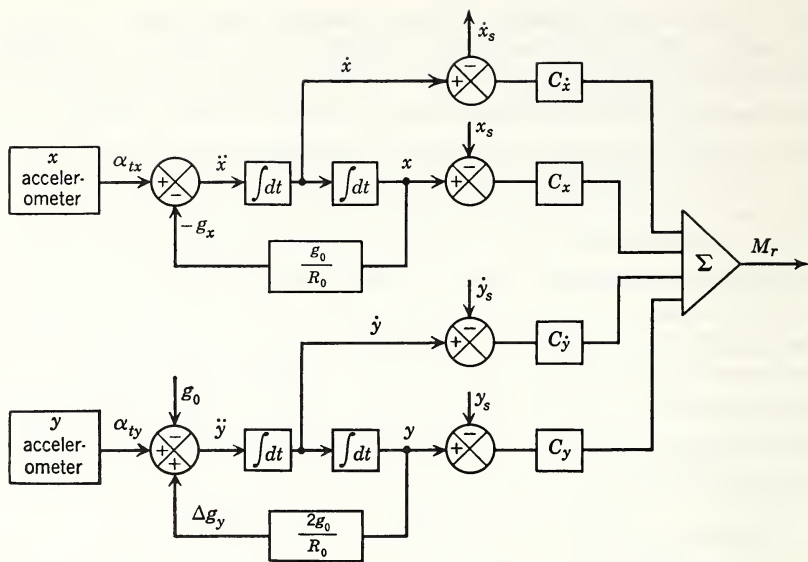 ẋ_s
ẋ
+
−
C_ẋ
x_s
x
acceler-
ometer
α_tx
+
−
ẍ
∫dt
∫dt
x
+
−
C_x
−g_x
g_0
R_0
Σ
M_r
ẏ_s
ẏ
+
−
C_ẏ
g_0
y_s
y
acceler-
ometer
α_ty
+
−
+
ÿ
∫dt
∫dt
y
+
−
C_y
Δg_y
2g_0
R_0